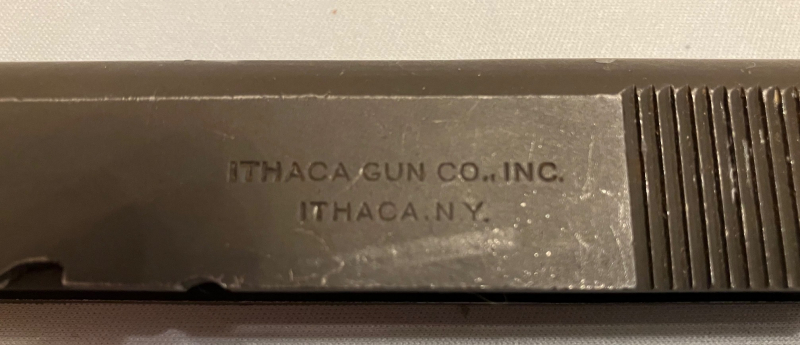 ITHACA GUN CO., INC.
ITHACA. N.Y.